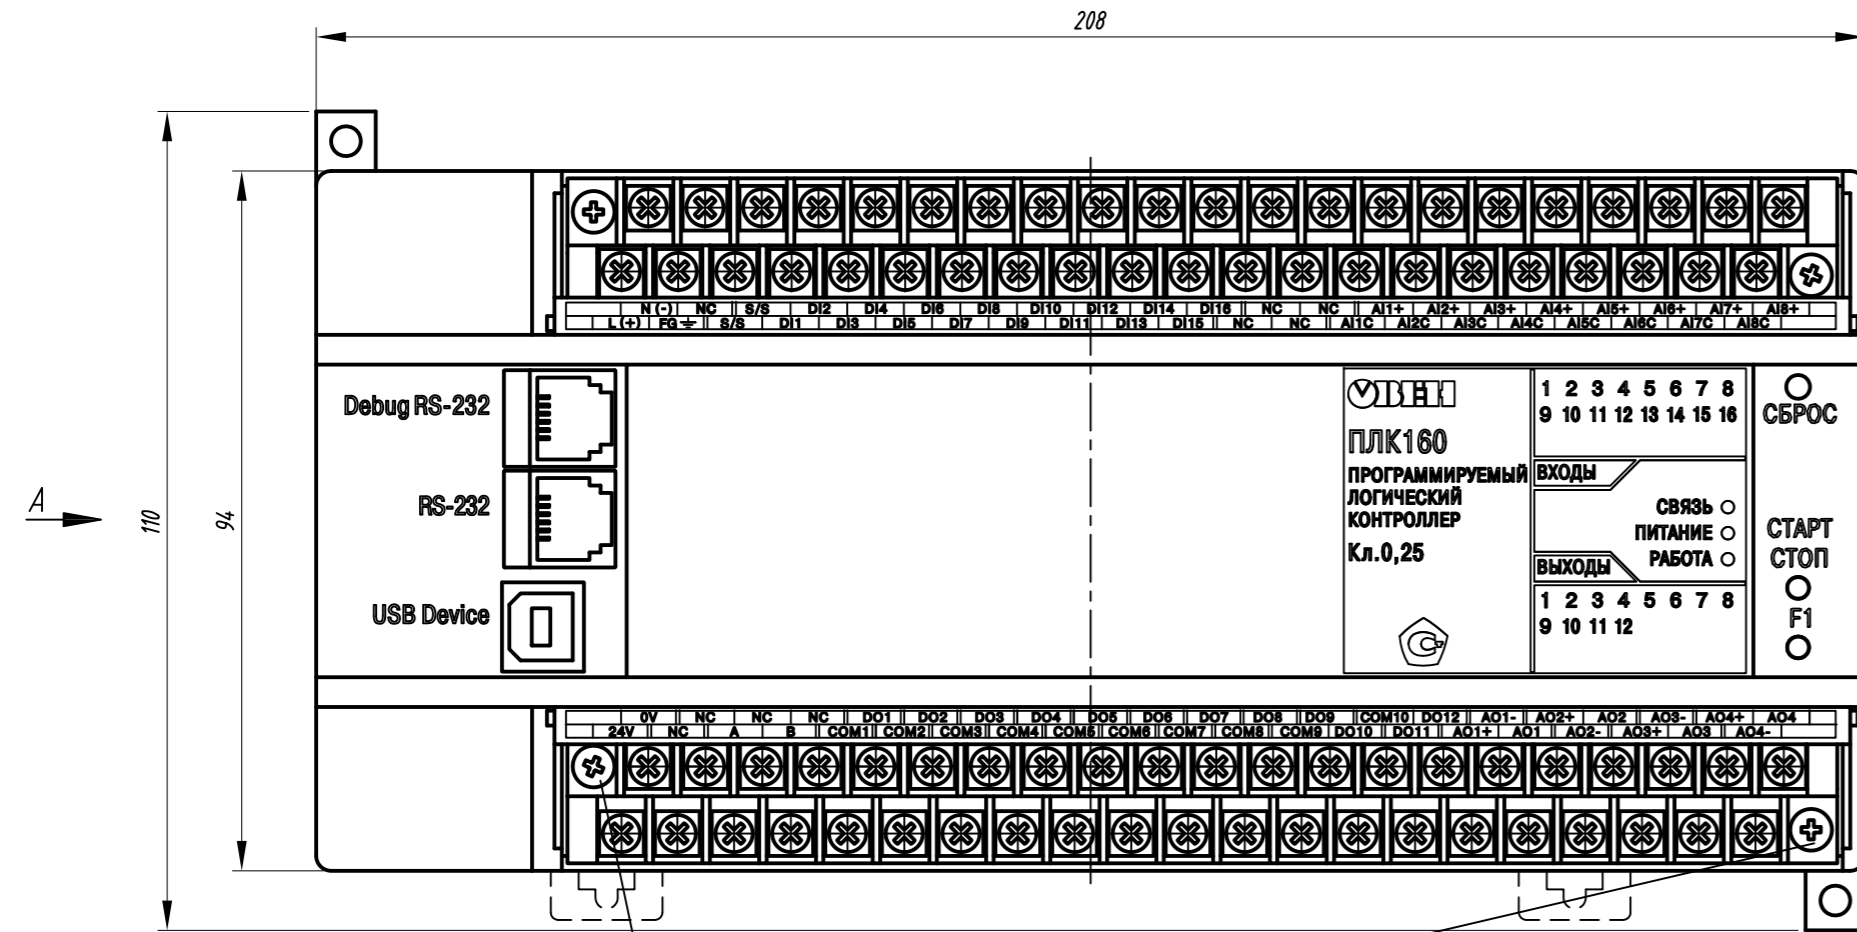 208
N (-) NC S/S DI2 DI4 DI6 DI8 DI10 DI12 DI14 DI16 NC NC AI1+ AI2+ AI3+ AI4+ AI5+ AI6+ AI7+ AI8+
L (+) FG S/S DI1 DI3 DI5 DI7 DI9 DI11 DI13 DI15 NC NC AI1C AI2C AI3C AI4C AI5C AI6C AI7C AI8C
A
110
94
Debug RS-232
RS-232
USB Device
ОВЕН
ПЛК160
ПРОГРАММИРУЕМЫЙ
ЛОГИЧЕСКИЙ
КОНТРОЛЛЕР
Кл.0,25
1 2 3 4 5 6 7 8
9 10 11 12 13 14 15 16
ВХОДЫ
СВЯЗЬ
ПИТАНИЕ
РАБОТА
ВЫХОДЫ
1 2 3 4 5 6 7 8
9 10 11 12
СБРОС
СТАРТ
СТОП
F1
0V NC NC NC DO1 DO2 DO3 DO4 DO5 DO6 DO7 DO8 DO9 COM10 DO12 AO1- AO2+ AO2 AO3- AO4+ AO4
24V NC A B COM1 COM2 COM3 COM4 COM5 COM6 COM7 COM8 COM9 DO10 DO11 AO1+ AO1 AO2- AO3+ AO3 AO4-